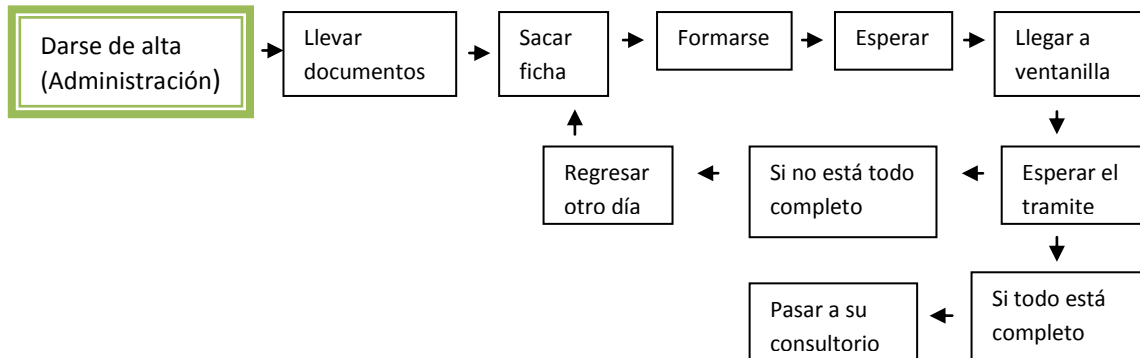 Darse de alta
(Administración)
Llevar
documentos
Sacar
ficha
Formarse
Esperar
Llegar a
ventanilla
Regresar
otro día
Si no está todo
completo
Esperar el
tramite
Pasar a su
consultorio
Si todo está
completo